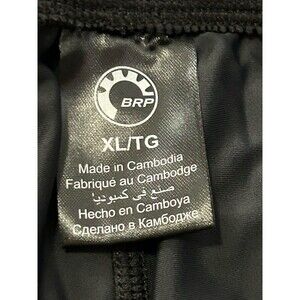 BRP
XL/TG
Made in Cambodia
Fabriqué au Cambodge
صنع في كمبوديا
Hecho en Camboya
Сделано в Камбодже